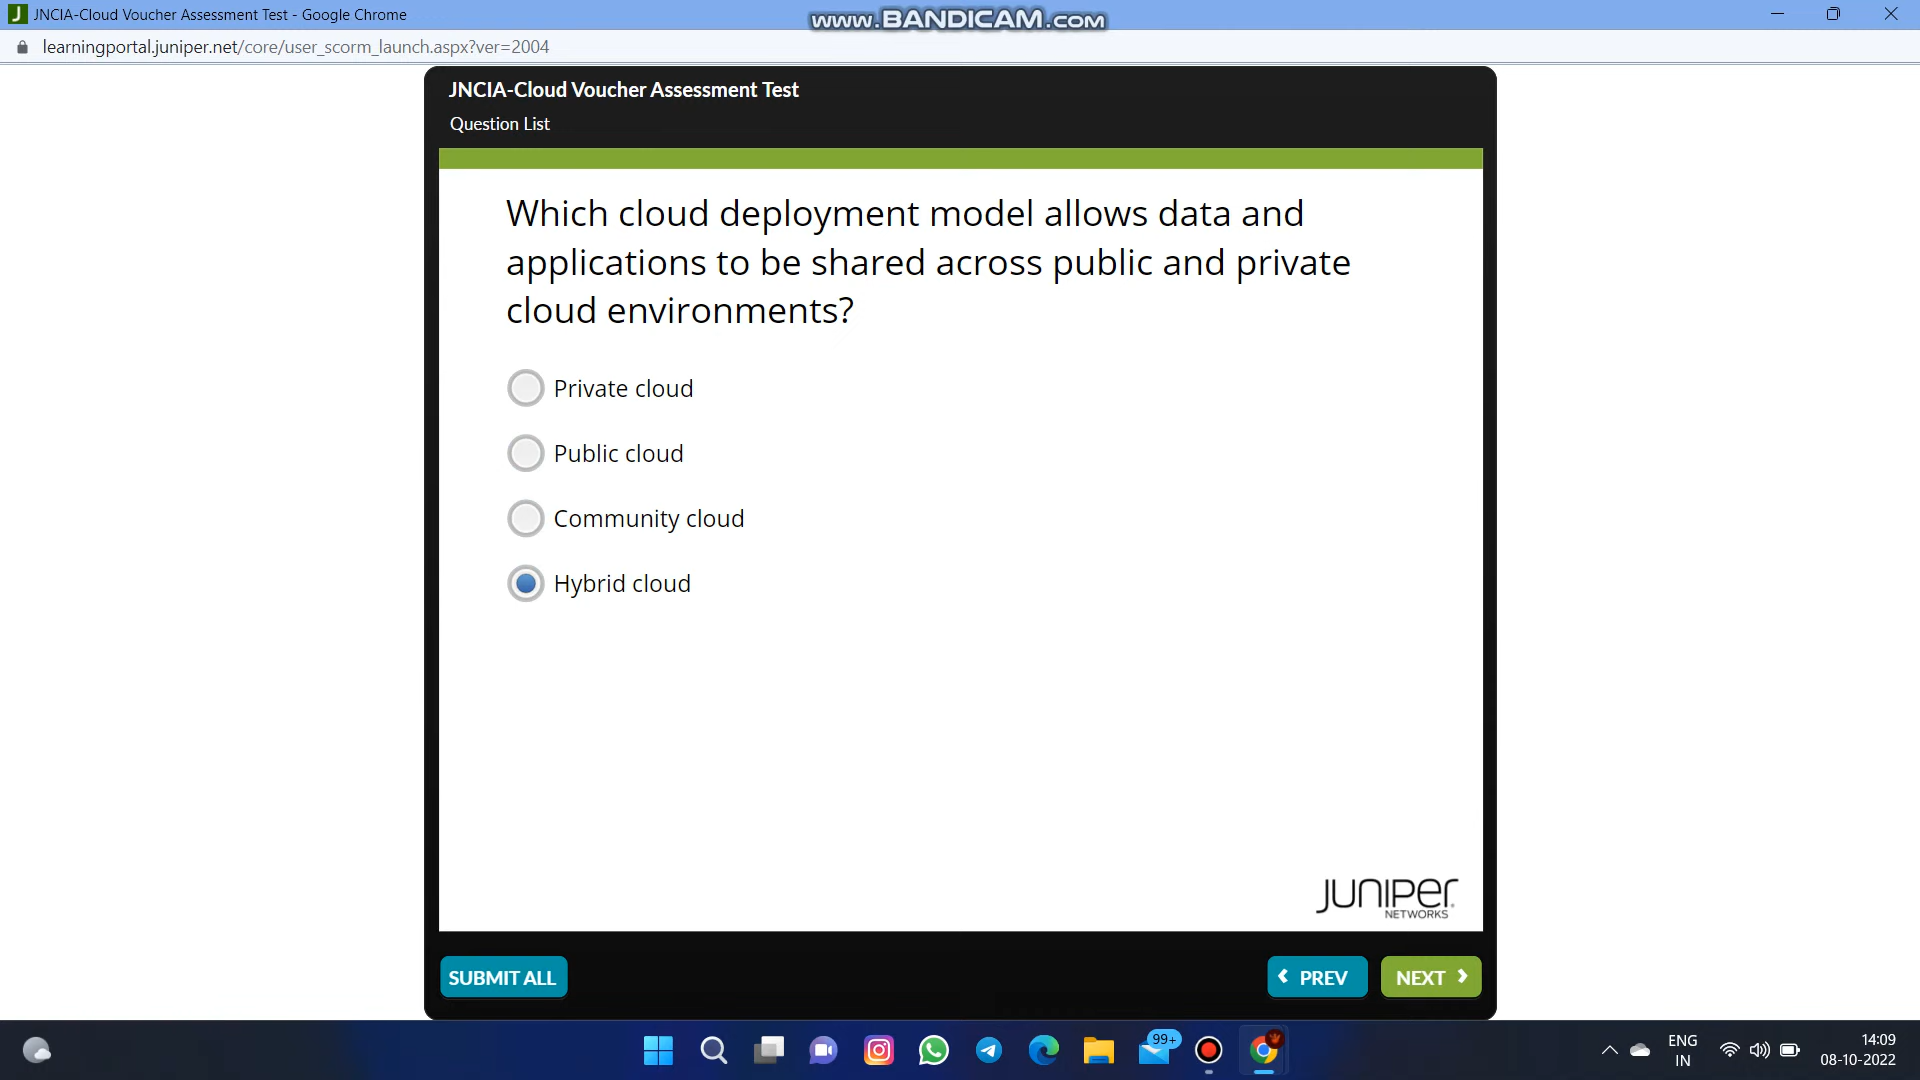 JNCIA-Cloud Voucher Assessment Test - Google Chrome
www.BANDICAM.com
learningportal.juniper.net/core/user_scorm_launch.aspx?ver=2004
JNCIA-Cloud Voucher Assessment Test
Question List
Which cloud deployment model allows data and
applications to be shared across public and private
cloud environments?
Private cloud
Public cloud
Community cloud
Hybrid cloud
JUNIPER
NETWORKS
SUBMIT ALL
PREV
NEXT
99+
ENG
IN
14:09
08-10-2022